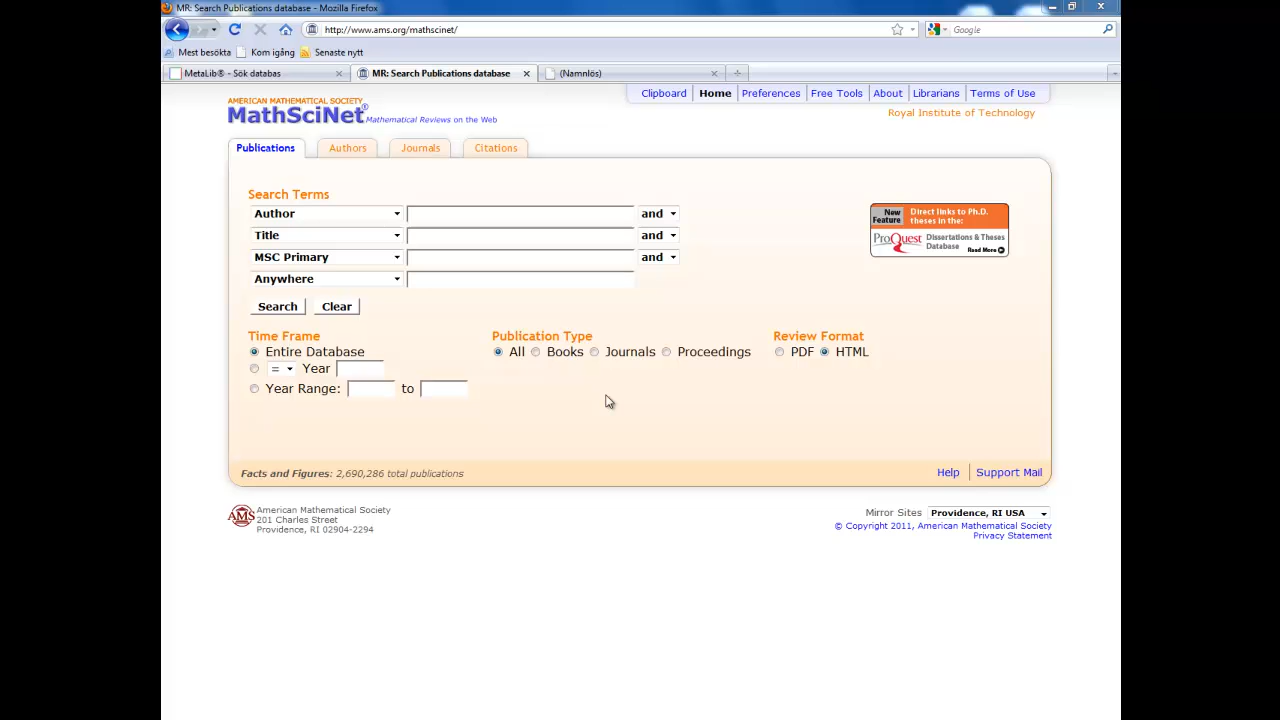 MR: Search Publications database - Mozilla Firefox
http://www.ams.org/mathscinet/
Google
Mest besökta Kom igång Senaste nytt
MetaLib® - Sök databas MR: Search Publications database (Namnlös)
Clipboard Home Preferences Free Tools About Librarians Terms of Use
AMERICAN MATHEMATICAL SOCIETY
MathSciNet® Mathematical Reviews on the Web
Royal Institute of Technology
Publications Authors Journals Citations
Search Terms
Author and
Title and
MSC Primary and
Anywhere
New Feature Direct links to Ph.D. theses in the:
ProQuest Dissertations & Theses Database Read More
Search Clear
Time Frame Publication Type Review Format
Entire Database All Books Journals Proceedings PDF HTML
= Year
Year Range: to
Facts and Figures: 2,690,286 total publications
Help Support Mail
AMS
American Mathematical Society
201 Charles Street
Providence, RI 02904-2294
Mirror Sites Providence, RI USA
© Copyright 2011, American Mathematical Society
Privacy Statement